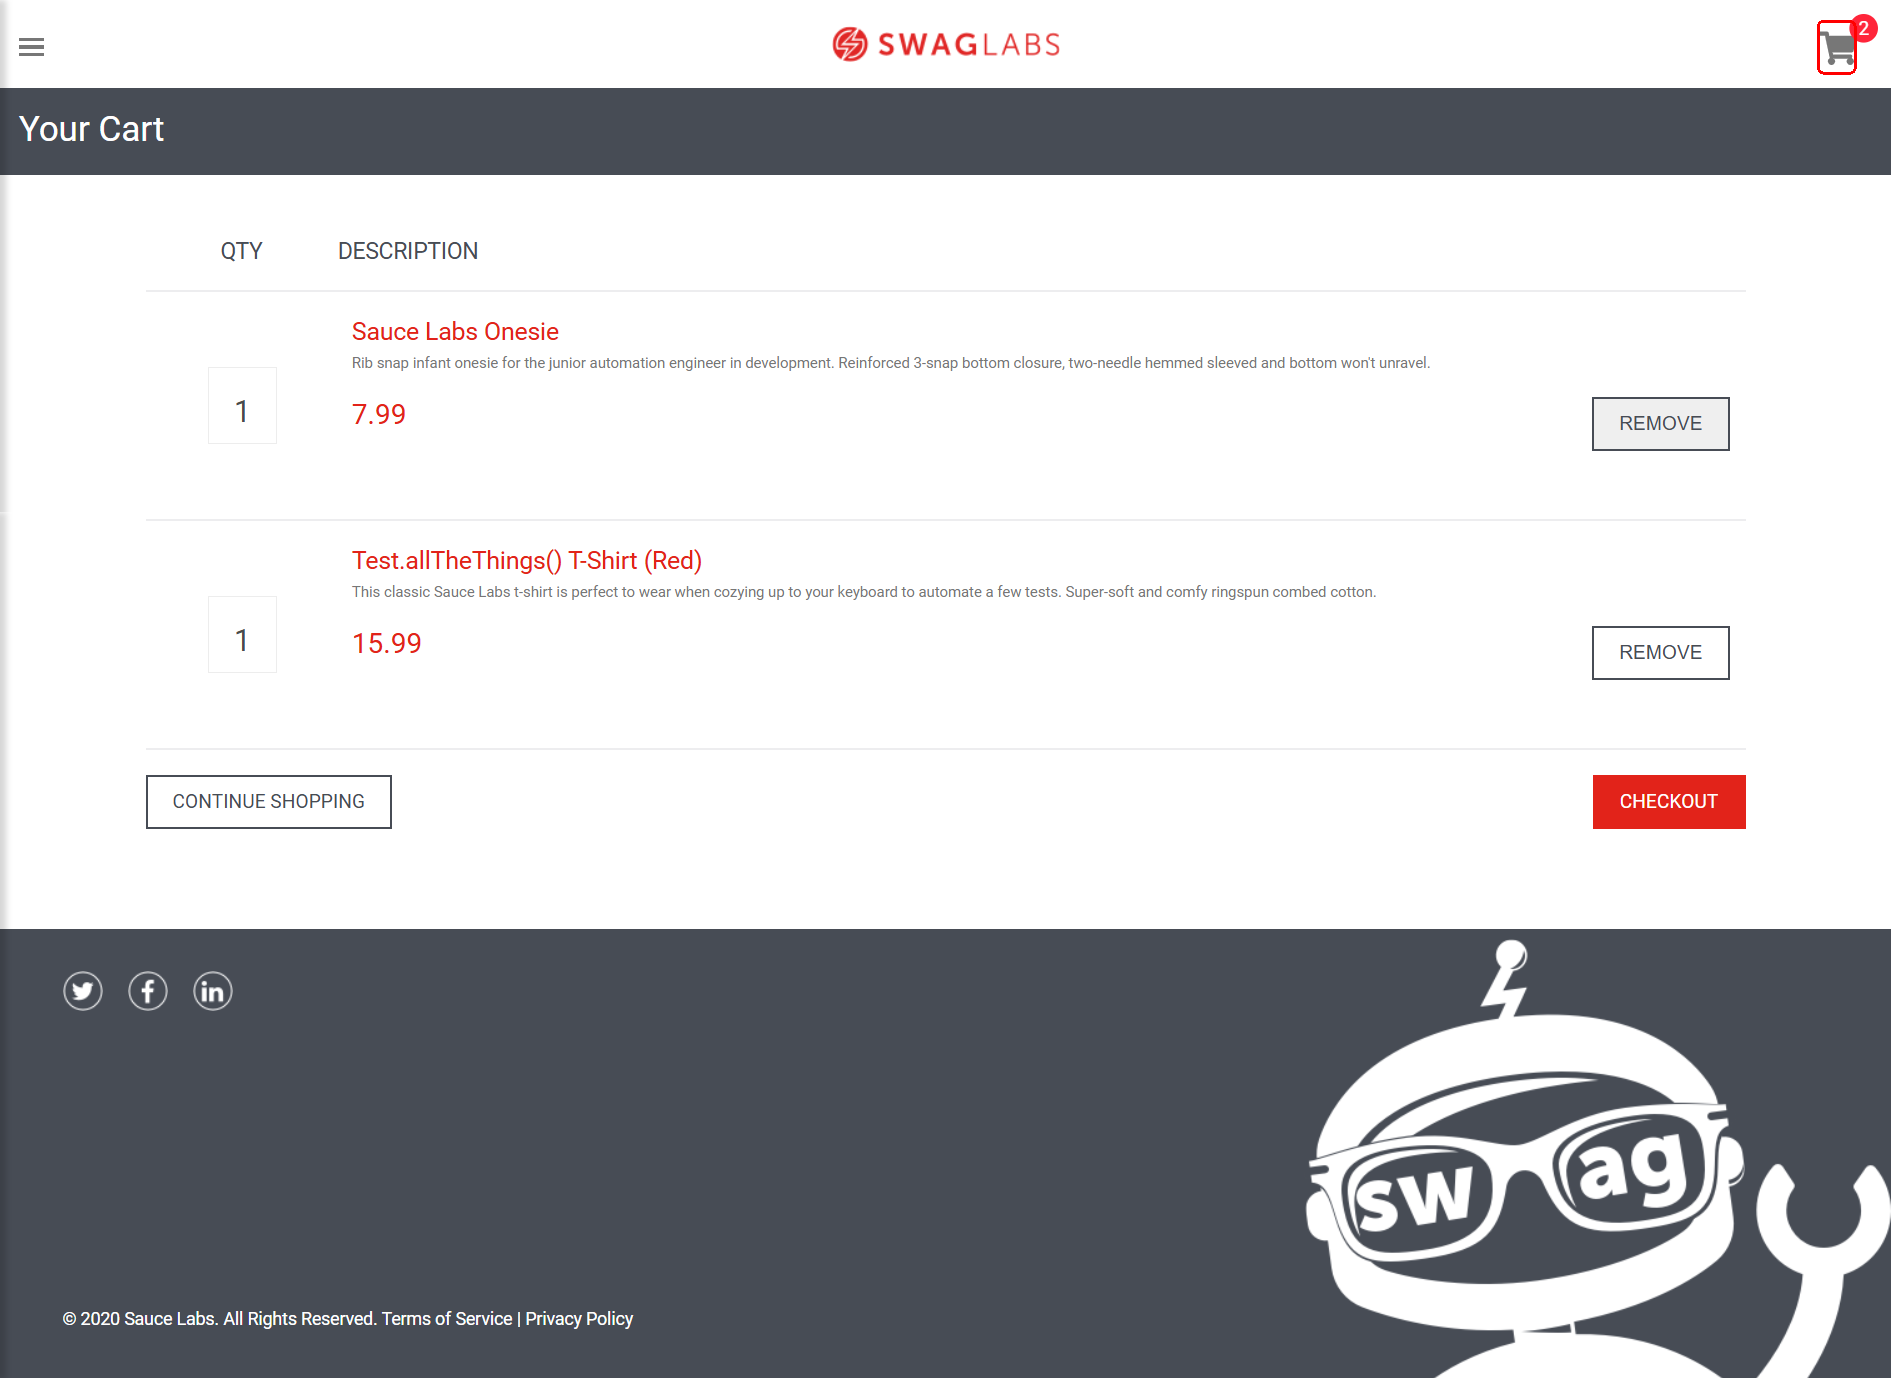 SWAGLABS
2
Your Cart
QTY DESCRIPTION
Sauce Labs Onesie
Rib snap infant onesie for the junior automation engineer in development. Reinforced 3-snap bottom closure, two-needle hemmed sleeved and bottom won't unravel.
1
7.99
REMOVE
Test.allTheThings() T-Shirt (Red)
This classic Sauce Labs t-shirt is perfect to wear when cozying up to your keyboard to automate a few tests. Super-soft and comfy ringspun combed cotton.
1
15.99
REMOVE
CONTINUE SHOPPING
CHECKOUT
sw ag
© 2020 Sauce Labs. All Rights Reserved. Terms of Service | Privacy Policy